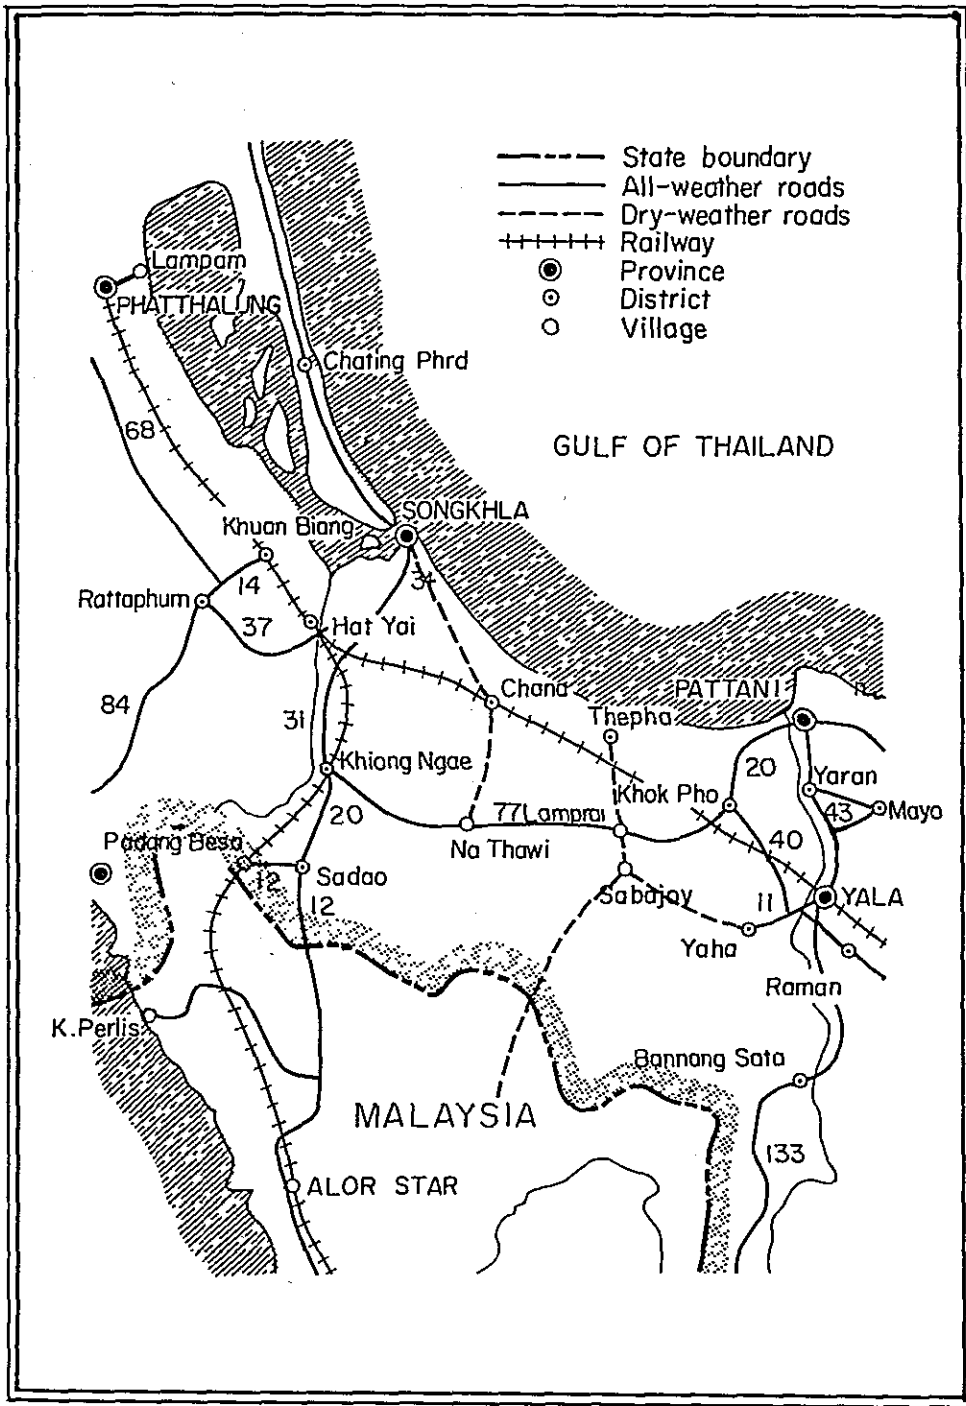 State boundary
All-weather roads
Dry-weather roads
Railway
Province
District
Village
Lampam
PHATTHALUNG
Chating Phrd
68
GULF OF THAILAND
SONGKHLA
Khuan Biang
31
14
Rattaphum
37
Hat Yai
Chana
PATTANI
84
31
Thepha
Khiong Ngae
20
Yaran
Khok Pho
43
Mayo
20
77
Lamprai
40
Padang Besa
Na Thawi
12
Sadao
Sabajoy
11
YALA
12
Yaha
Raman
K.Perlis
Bannang Sata
MALAYSIA
133
ALOR STAR